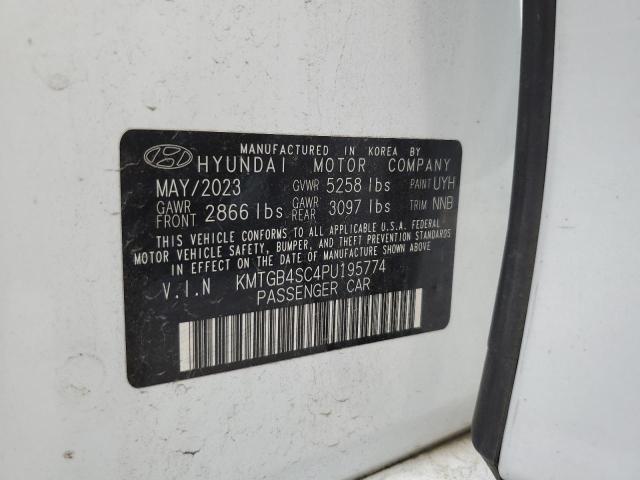 MANUFACTURED IN KOREA BY
HYUNDAI MOTOR COMPANY
MAY/2023 GVWR 5258 lbs PAINT UYH
GAWR FRONT 2866 lbs GAWR REAR 3097 lbs TRIM NNB
THIS VEHICLE CONFORMS TO ALL APPLICABLE U.S.A. FEDERAL
MOTOR VEHICLE SAFETY, BUMPER, AND THEFT PREVENTION STANDARDS
IN EFFECT ON THE DATE OF MANUFACTURE SHOWN ABOVE.
V.I.N KMTGB4SC4PU195774
PASSENGER CAR